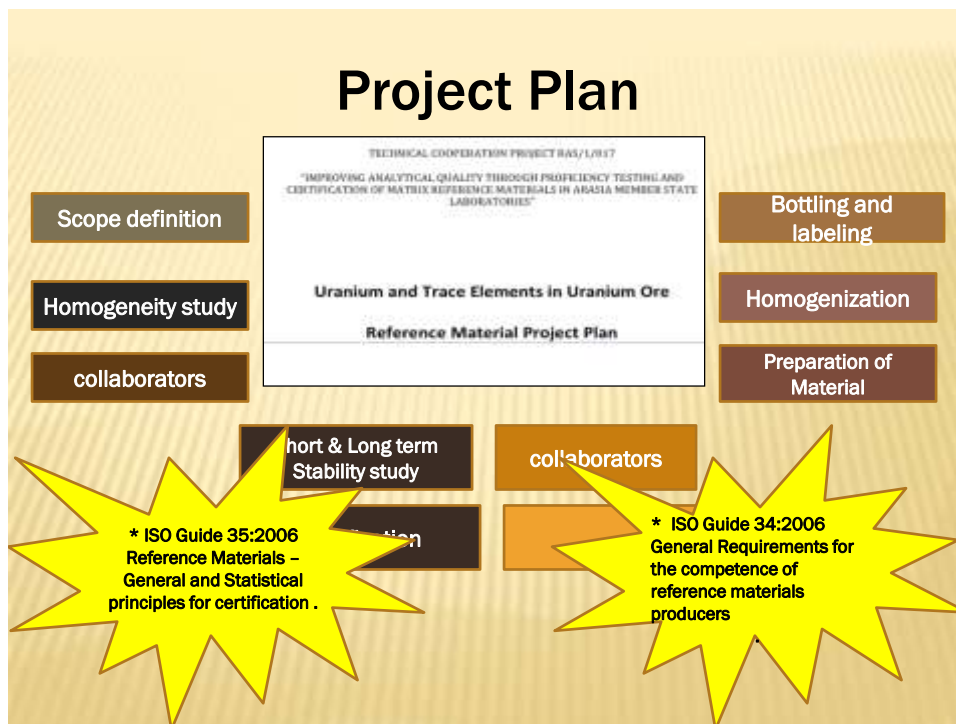 Project Plan
TECHNICAL COOPERATION PROJECT RAS/1/017
"IMPROVING ANALYTICAL QUALITY THROUGH PROFICIENCY TESTING AND
CERTIFICATION OF MATRIX REFERENCE MATERIALS IN ARASIA MEMBER STATE
LABORATORIES"
Uranium and Trace Elements in Uranium Ore
Reference Material Project Plan
Scope definition
Homogeneity study
collaborators
Bottling and
labeling
Homogenization
Preparation of
Material
hort & Long term
Stability study
collaborators
* ISO Guide 35:2006
Reference Materials –
General and Statistical
principles for certification .
* ISO Guide 34:2006
General Requirements for
the competence of
reference materials
producers
.